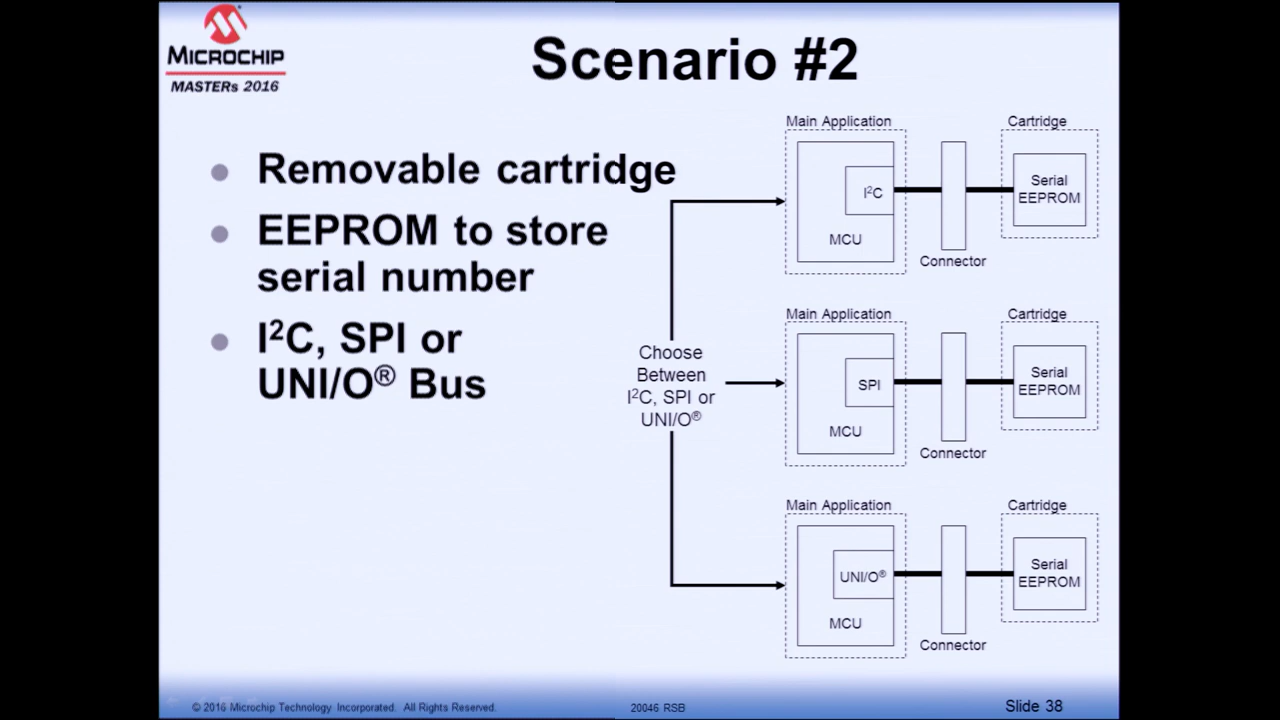 MICROCHIP
MASTERs 2016
Scenario #2
Removable cartridge
EEPROM to store
serial number
I²C, SPI or
UNI/O® Bus
Choose
Between
I²C, SPI or
UNI/O®
Main Application
I²C
MCU
Connector
Cartridge
Serial
EEPROM
Main Application
SPI
MCU
Connector
Cartridge
Serial
EEPROM
Main Application
UNI/O®
MCU
Connector
Cartridge
Serial
EEPROM
© 2016 Microchip Technology Incorporated. All Rights Reserved.
20046 RSB
Slide 38